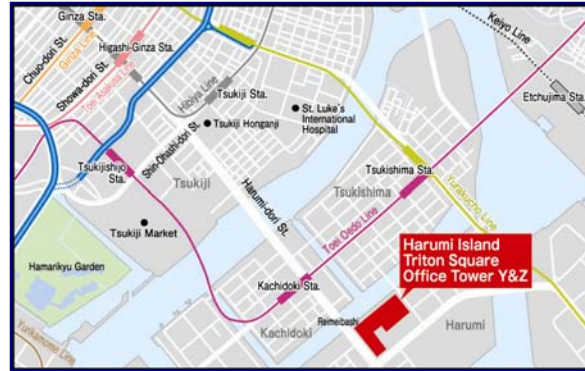 Ginza Sta.
Chuo-dori St.
Ginza Line
Higashi-Ginza Sta.
Showa-dori St.
Toei Asakusa Line
Hibiya Line
Tsukiji Sta.
Tsukiji Honganji
St. Luke's
International
Hospital
Keiyo Line
Etchujima Sta.
Shin-Ohashi-dori St.
Tsukijishijo
Sta.
Tsukiji
Harumi-dori St.
Tsukishima Sta.
Tsukishima
Yurakucho Line
Toei Oedo Line
Tsukiji Market
Hamarikyu Garden
Kachidoki Sta.
Harumi Island
Triton Square
Office Tower Y&Z
Reimeibashi
Kachidoki
Harumi
Yurikamome Line